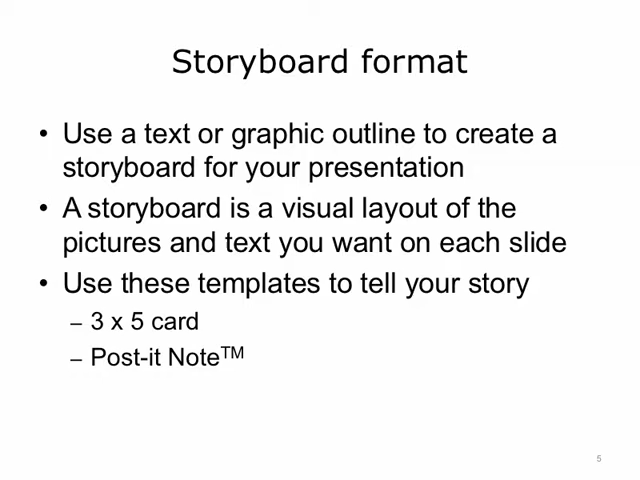 Storyboard format
• Use a text or graphic outline to create a
storyboard for your presentation
• A storyboard is a visual layout of the
pictures and text you want on each slide
• Use these templates to tell your story
– 3 x 5 card
– Post-it Note™
5